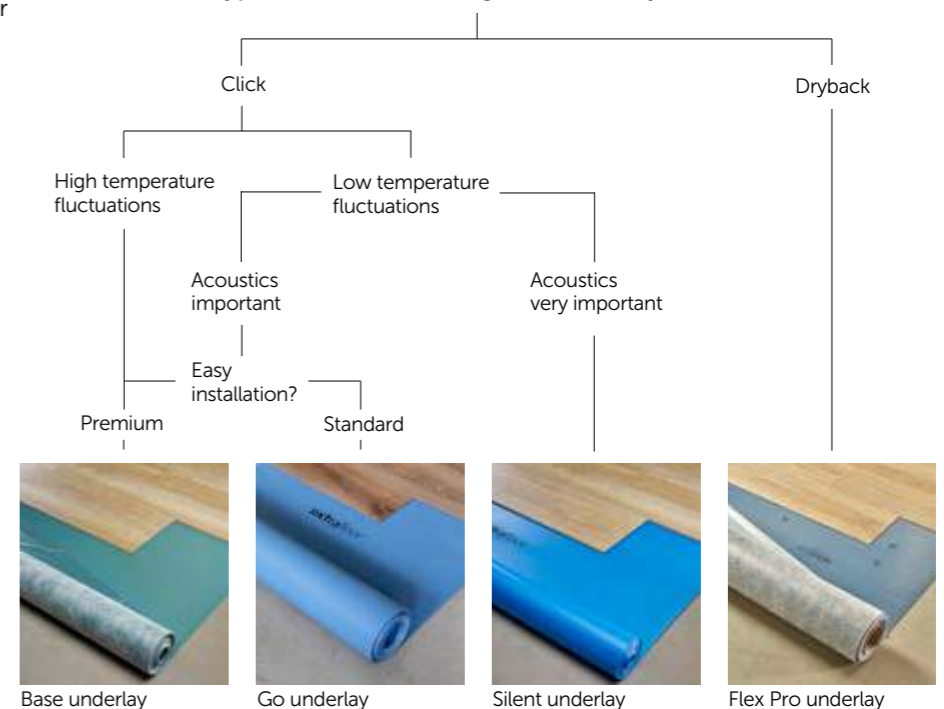 r
Click
Dryback
High temperature
fluctuations
Low temperature
fluctuations
Acoustics
important
Acoustics
very important
Easy
installation?
Premium
Standard
Base underlay
Go underlay
Silent underlay
Flex Pro underlay